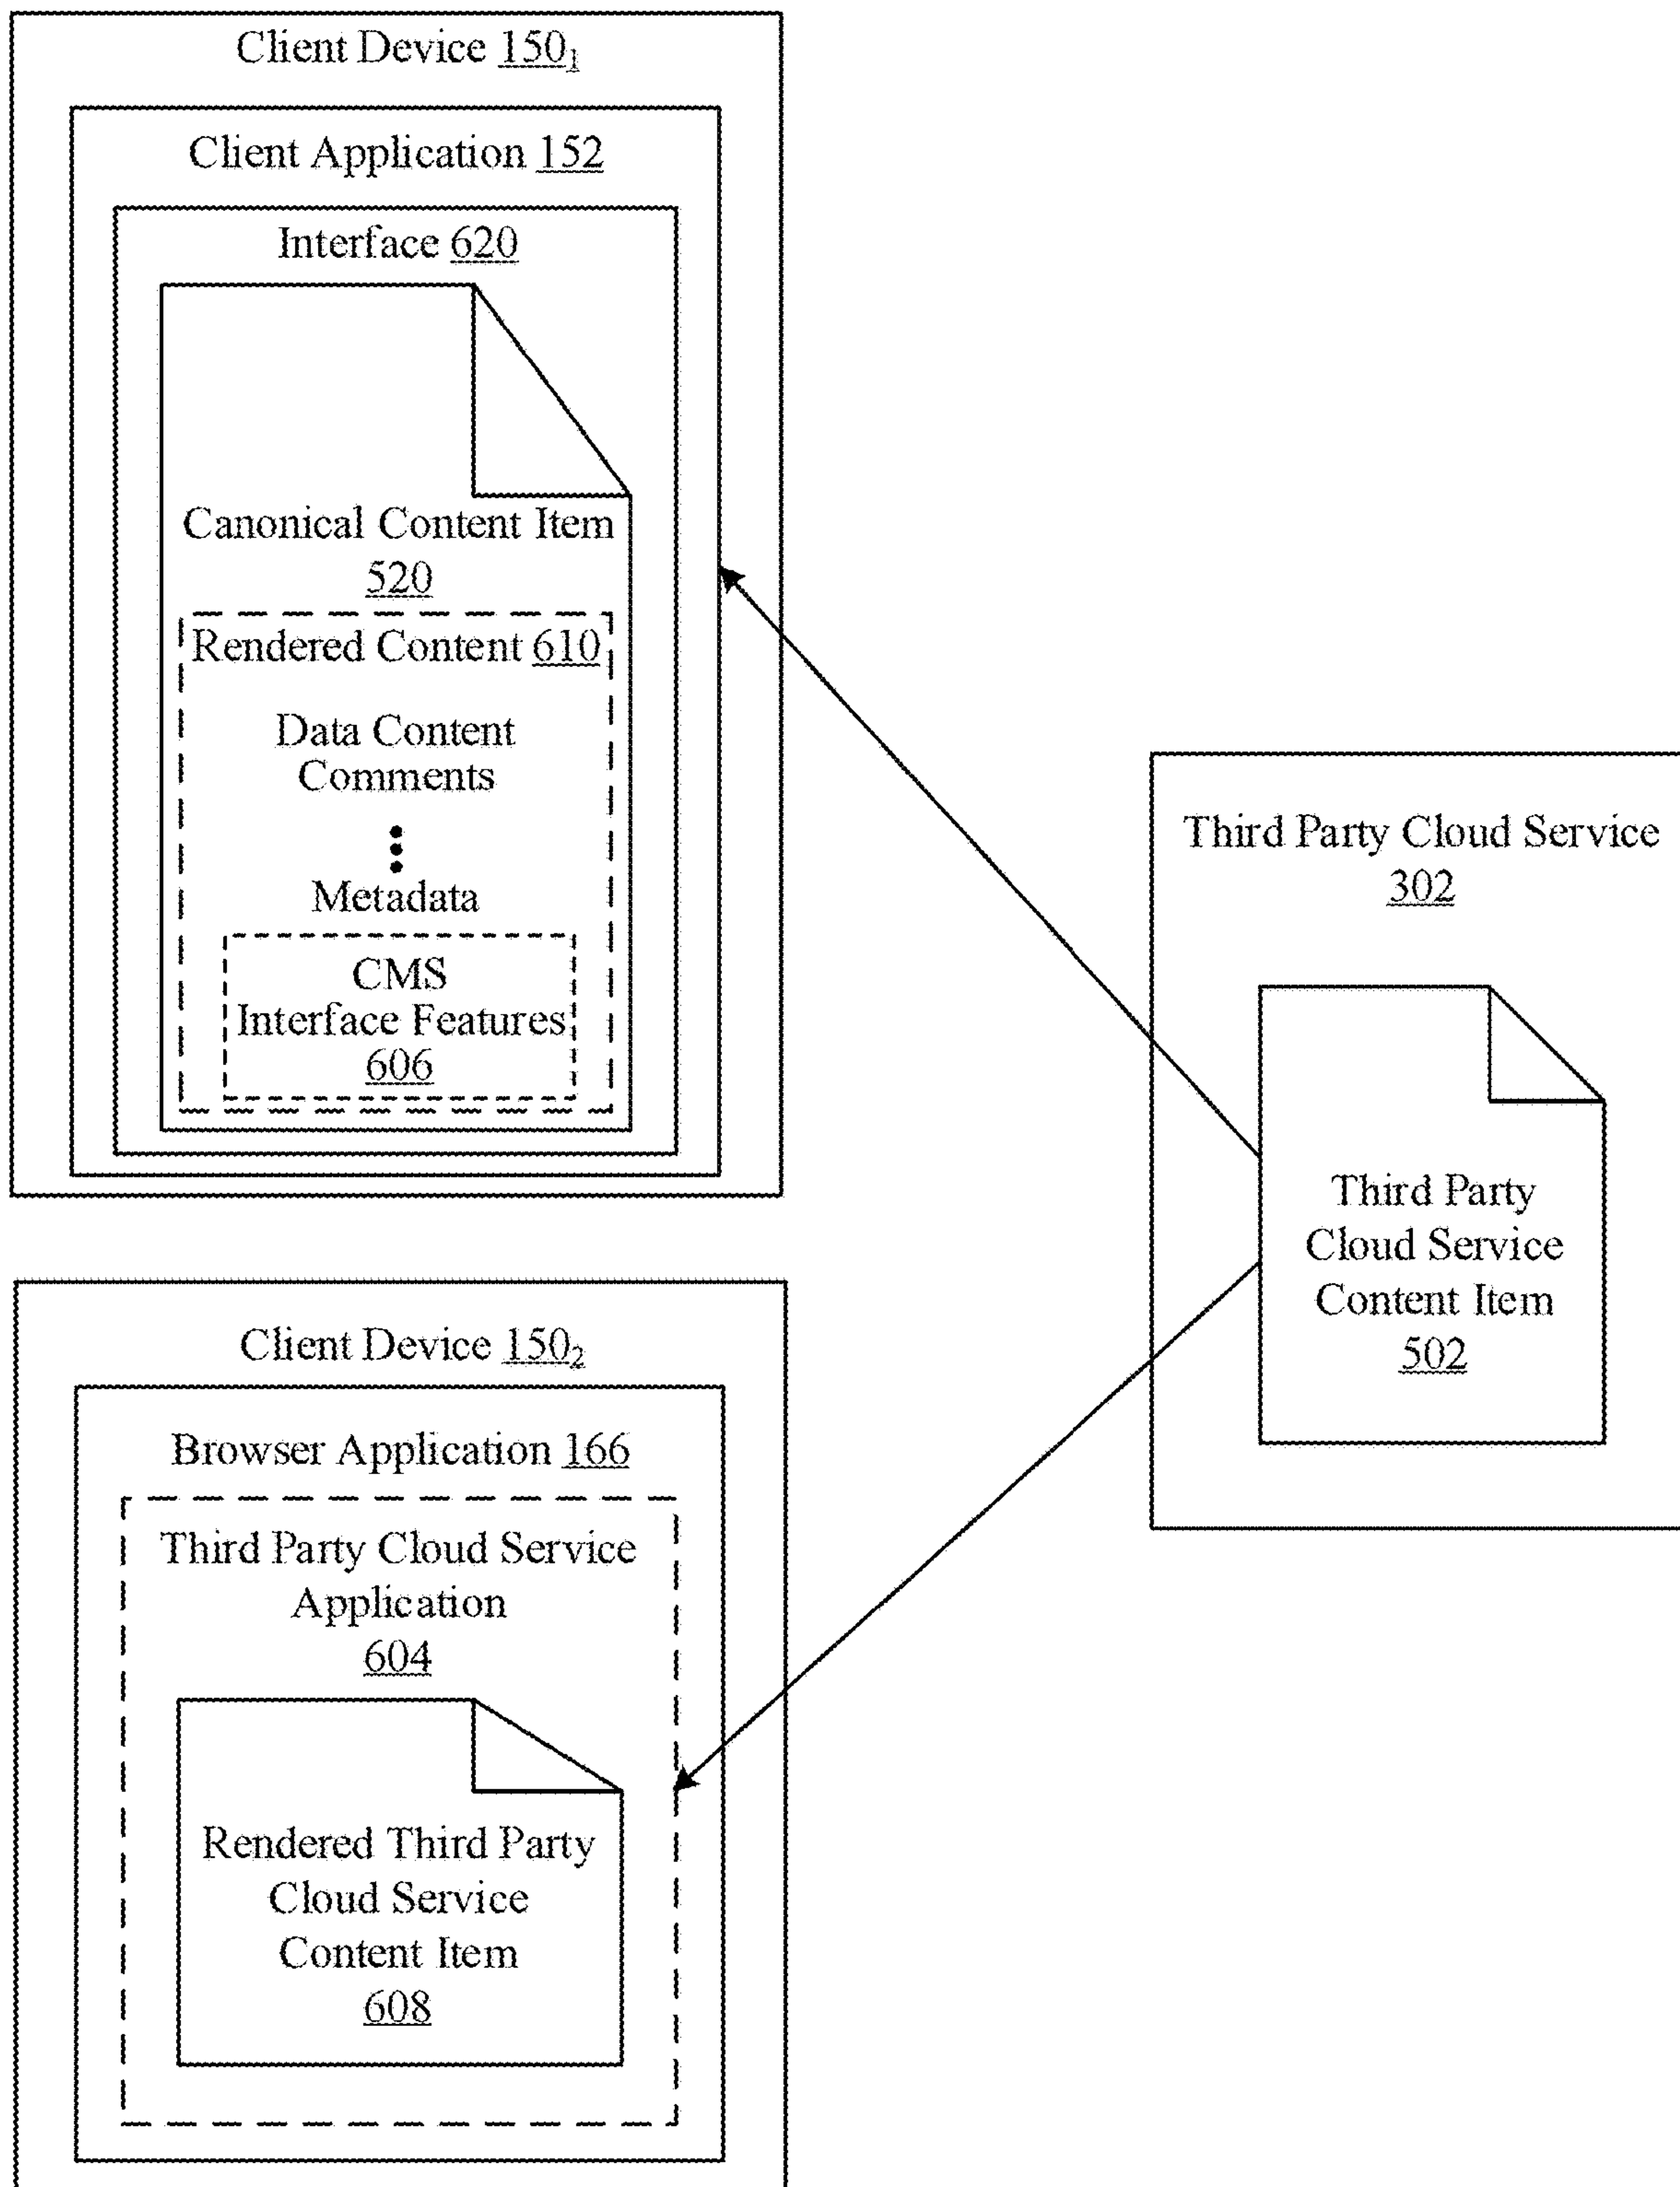 Client Device 150₁
Client Application 152
Interface 620
Canonical Content Item
520
Rendered Content 610
Data Content
Comments
Metadata
CMS
Interface Features
606
Third Party Cloud Service
302
Third Party
Cloud Service
Content Item
502
Client Device 150₂
Browser Application 166
Third Party Cloud Service
Application
604
Rendered Third Party
Cloud Service
Content Item
608